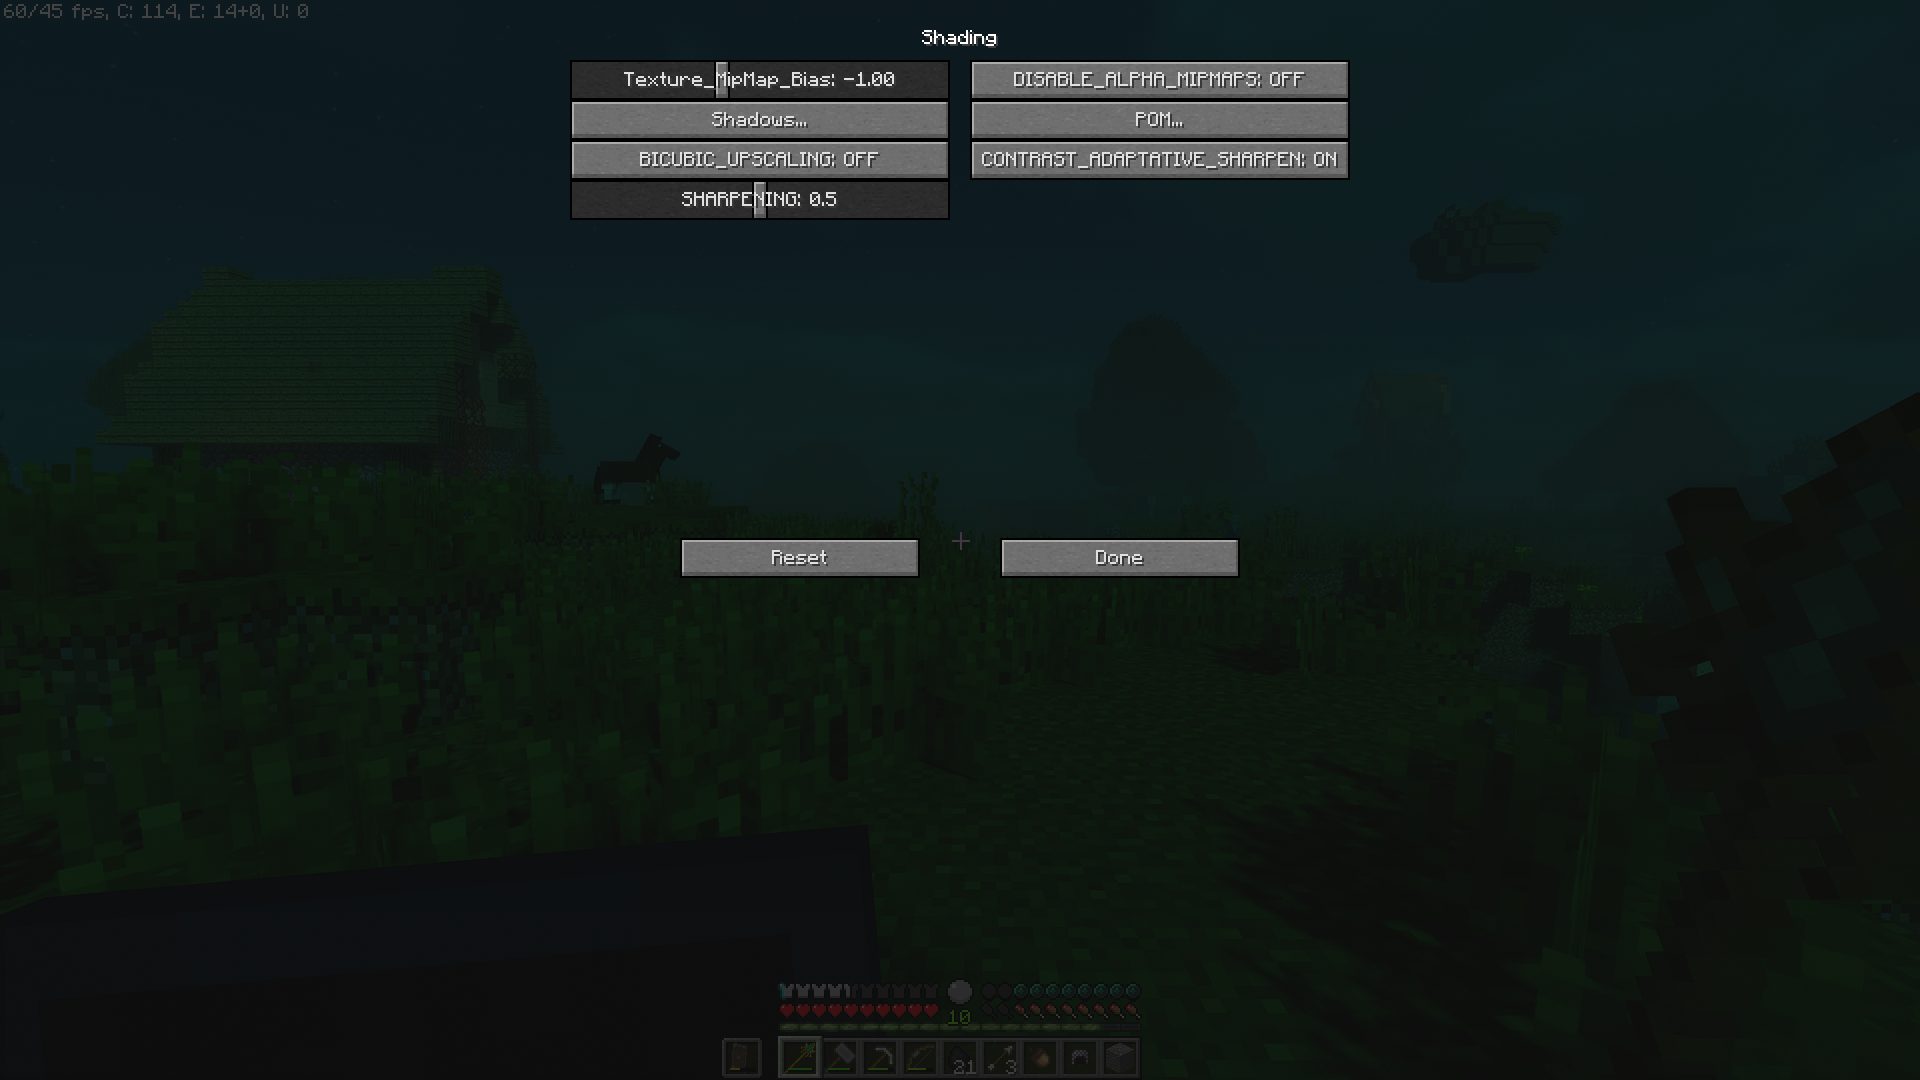 60/45 fps, C: 114, E: 14+0, U: 0
Shading
Texture_MipMap_Bias: -1.00
DISABLE_ALPHA_MIPMAPS: OFF
Shadows...
POM...
BICUBIC_UPSCALING: OFF
CONTRAST_ADAPTATIVE_SHARPEN: ON
SHARPENING: 0.5
Reset
Done
10
21
3